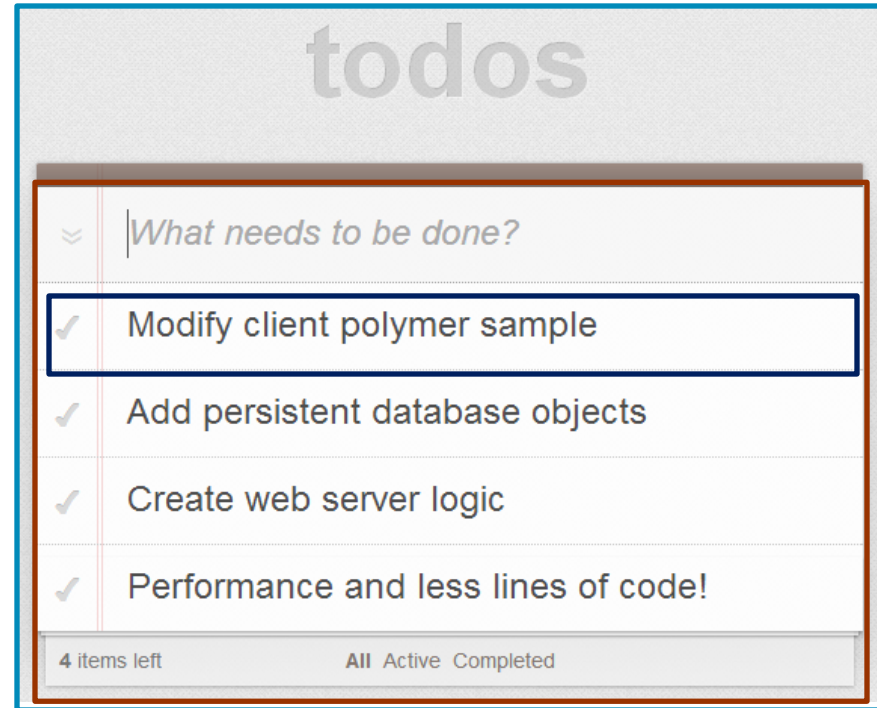 todos
What needs to be done?
Modify client polymer sample
Add persistent database objects
Create web server logic
Performance and less lines of code!
4 items left All Active Completed